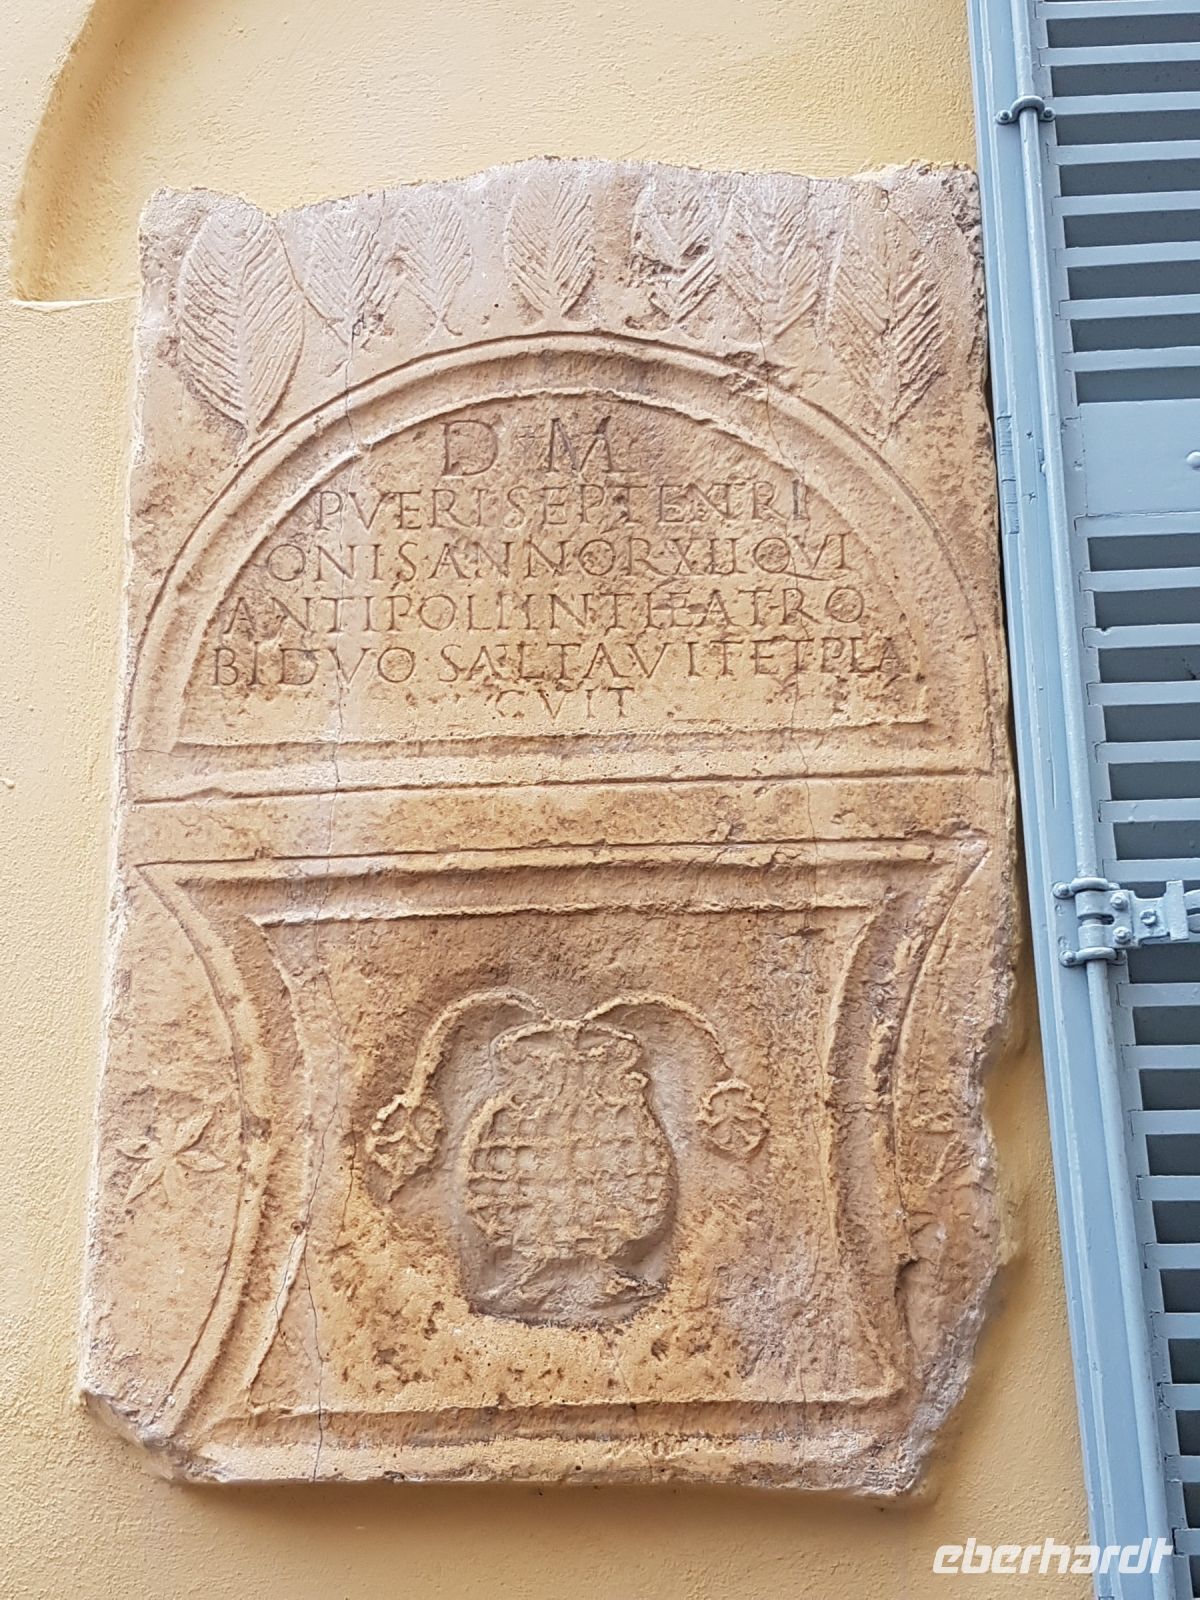 D M
PVERI SEPTENTRI
ONIS ANNOR XII QVI
ANTIPOLI IN THEATRO
BIDVO SALTAVIT ET PLA
CVIT
eberhardt